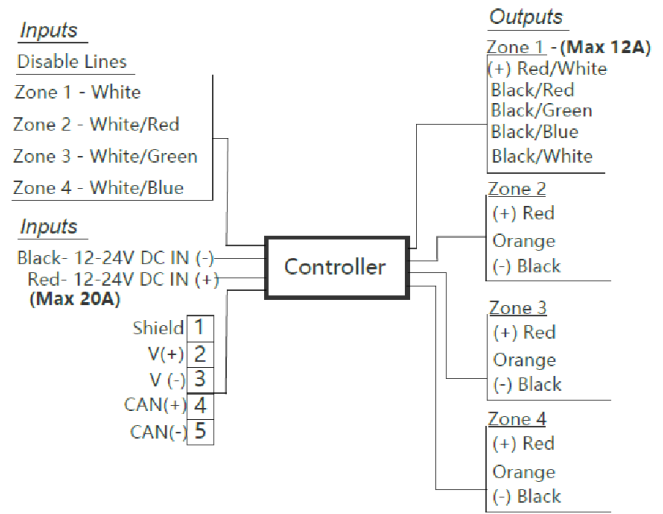 Inputs
Disable Lines
Zone 1 - White
Zone 2 - White/Red
Zone 3 - White/Green
Zone 4 - White/Blue
Inputs
Black- 12-24V DC IN (-)
Red- 12-24V DC IN (+)
(Max 20A)
Shield 1
V(+) 2
V (-) 3
CAN(+) 4
CAN(-) 5
Controller
Outputs
Zone 1 - (Max 12A)
(+) Red/White
Black/Red
Black/Green
Black/Blue
Black/White
Zone 2
(+) Red
Orange
(-) Black
Zone 3
(+) Red
Orange
(-) Black
Zone 4
(+) Red
Orange
(-) Black